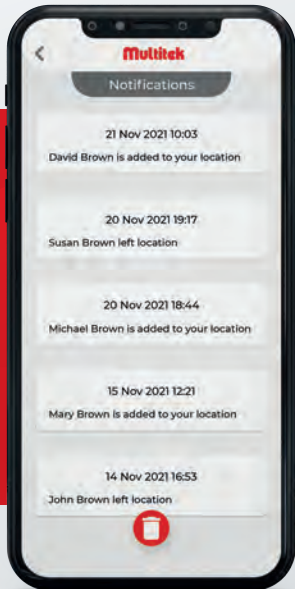 Multitek
Notifications
21 Nov 2021 10:03
David Brown is added to your location
20 Nov 2021 19:17
Susan Brown left location
20 Nov 2021 18:44
Michael Brown is added to your location
15 Nov 2021 12:21
Mary Brown is added to your location
14 Nov 2021 16:53
John Brown left location